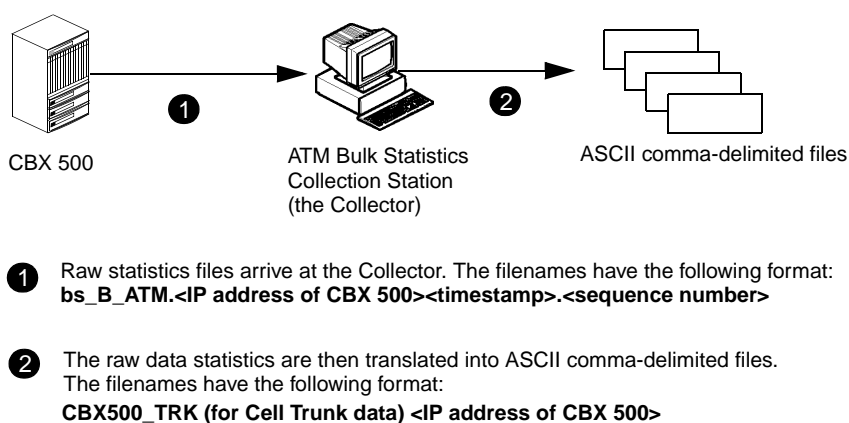 1
2
CBX 500
ATM Bulk Statistics
Collection Station
(the Collector)
ASCII comma-delimited files
1 Raw statistics files arrive at the Collector. The filenames have the following format:
bs_B_ATM.<IP address of CBX 500><timestamp>.<sequence number>
2 The raw data statistics are then translated into ASCII comma-delimited files.
The filenames have the following format:
CBX500_TRK (for Cell Trunk data) <IP address of CBX 500>